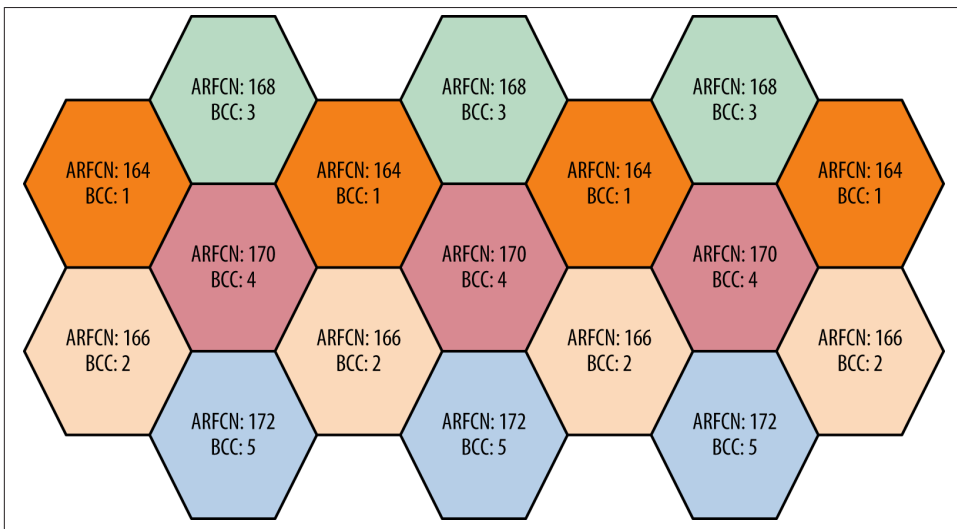 ARFCN: 168
BCC: 3
ARFCN: 168
BCC: 3
ARFCN: 168
BCC: 3
ARFCN: 164
BCC: 1
ARFCN: 164
BCC: 1
ARFCN: 164
BCC: 1
ARFCN: 164
BCC: 1
ARFCN: 170
BCC: 4
ARFCN: 170
BCC: 4
ARFCN: 170
BCC: 4
ARFCN: 166
BCC: 2
ARFCN: 166
BCC: 2
ARFCN: 166
BCC: 2
ARFCN: 166
BCC: 2
ARFCN: 172
BCC: 5
ARFCN: 172
BCC: 5
ARFCN: 172
BCC: 5